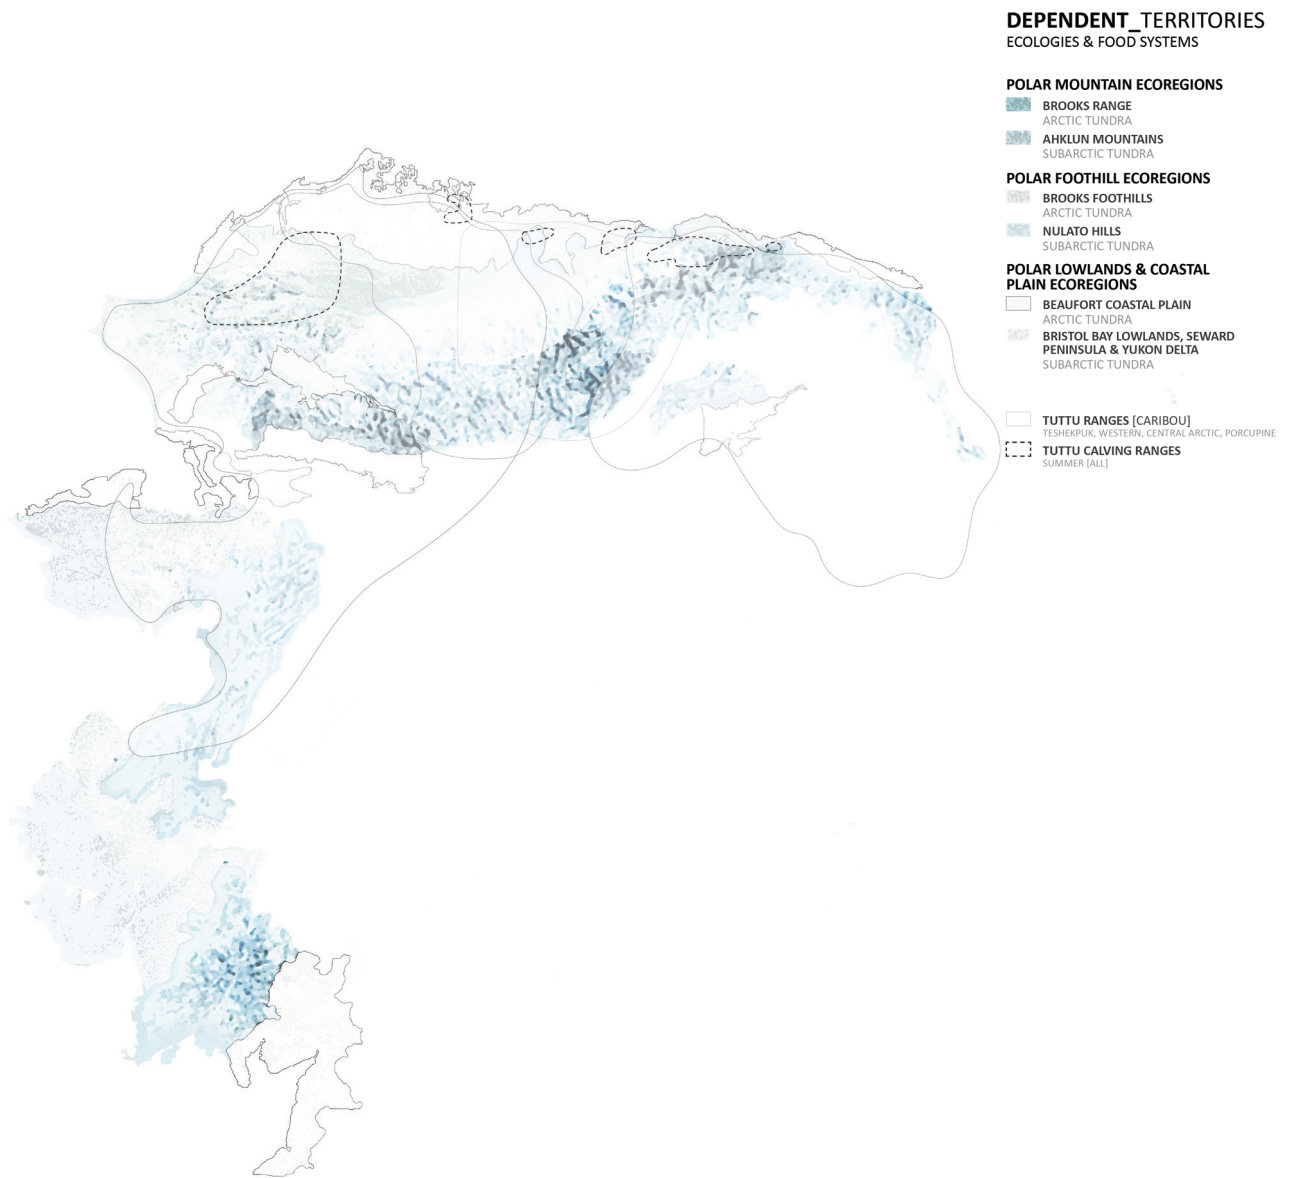 DEPENDENT_TERRITORIES
ECOLOGIES & FOOD SYSTEMS
POLAR MOUNTAIN ECOREGIONS
BROOKS RANGE
ARCTIC TUNDRA
AHKLUN MOUNTAINS
SUBARCTIC TUNDRA
POLAR FOOTHILL ECOREGIONS
BROOKS FOOTHILLS
ARCTIC TUNDRA
NULATO HILLS
SUBARCTIC TUNDRA
POLAR LOWLANDS & COASTAL
PLAIN ECOREGIONS
BEAUFORT COASTAL PLAIN
ARCTIC TUNDRA
BRISTOL BAY LOWLANDS, SEWARD
PENINSULA & YUKON DELTA
SUBARCTIC TUNDRA
TUTTU RANGES [CARIBOU]
TESHEKPUK, WESTERN, CENTRAL ARCTIC, PORCUPINE
TUTTU CALVING RANGES
SUMMER [ALL]